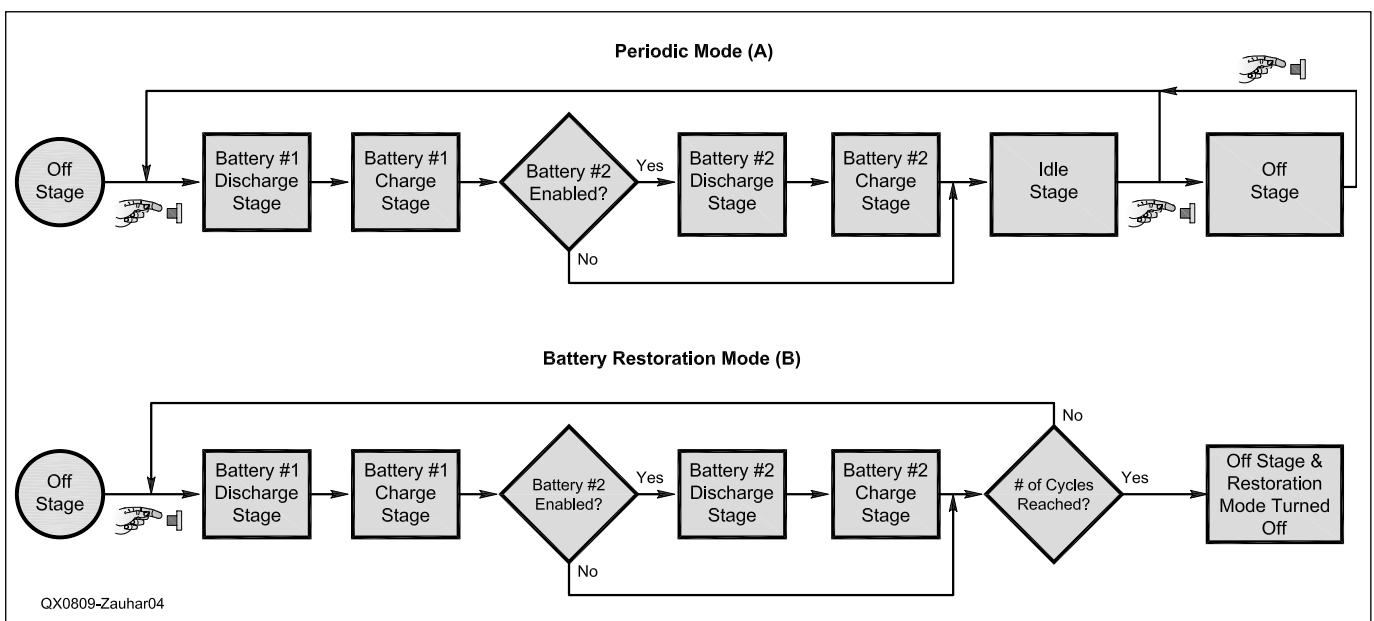 Periodic Mode (A)
Off
Stage
Battery #1
Discharge
Stage
Battery #1
Charge
Stage
Battery #2
Enabled?
Yes
No
Battery #2
Discharge
Stage
Battery #2
Charge
Stage
Idle
Stage
Off
Stage
Battery Restoration Mode (B)
Off
Stage
Battery #1
Discharge
Stage
Battery #1
Charge
Stage
Battery #2
Enabled?
Yes
No
Battery #2
Discharge
Stage
Battery #2
Charge
Stage
# of Cycles
Reached?
No
Yes
Off Stage &
Restoration
Mode Turned
Off
QX0809-Zauhar04